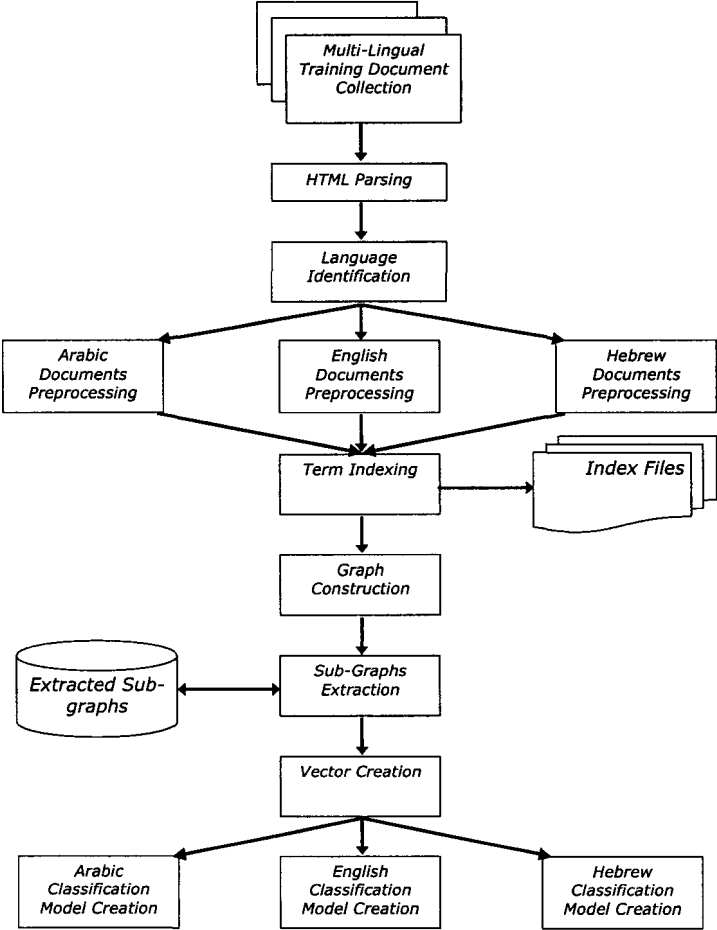 Multi-Lingual
Training Document
Collection
HTML Parsing
Language
Identification
Arabic
Documents
Preprocessing
English
Documents
Preprocessing
Hebrew
Documents
Preprocessing
Term Indexing
Index Files
Graph
Construction
Extracted Sub-
graphs
Sub-Graphs
Extraction
Vector Creation
Arabic
Classification
Model Creation
English
Classification
Model Creation
Hebrew
Classification
Model Creation